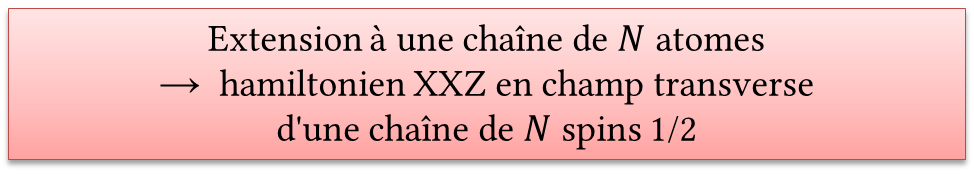 Extension à une chaîne de N atomes
→ hamiltonien XXZ en champ transverse
d'une chaîne de N spins 1/2